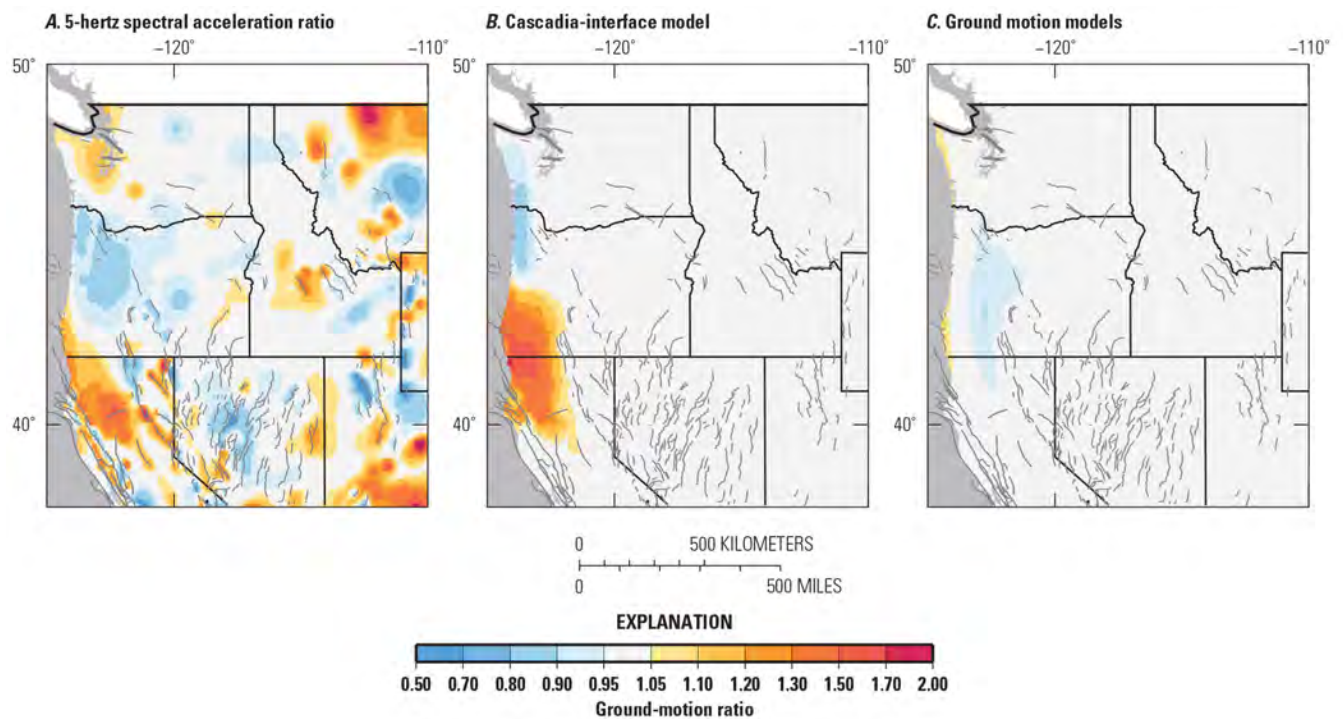 A. 5-hertz spectral acceleration ratio
B. Cascadia-interface model
C. Ground motion models
−120° −110° −120° −110° −120° −110°
50° 50° 50°
40° 40° 40°
0 500 KILOMETERS
0 500 MILES
EXPLANATION
0.50 0.70 0.80 0.90 0.95 1.05 1.10 1.20 1.30 1.50 1.70 2.00
Ground-motion ratio